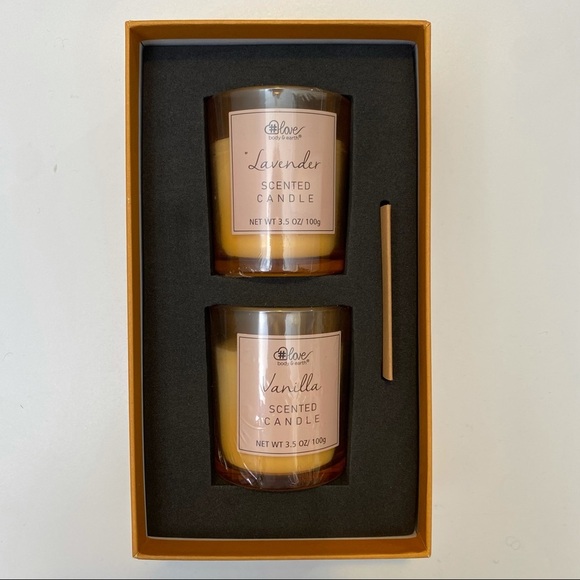 #love
body & earth®
Lavender
SCENTED
CANDLE
NET WT 3.5 OZ/ 100g
#love
body & earth®
Vanilla
SCENTED
CANDLE
NET WT 3.5 OZ/ 100g